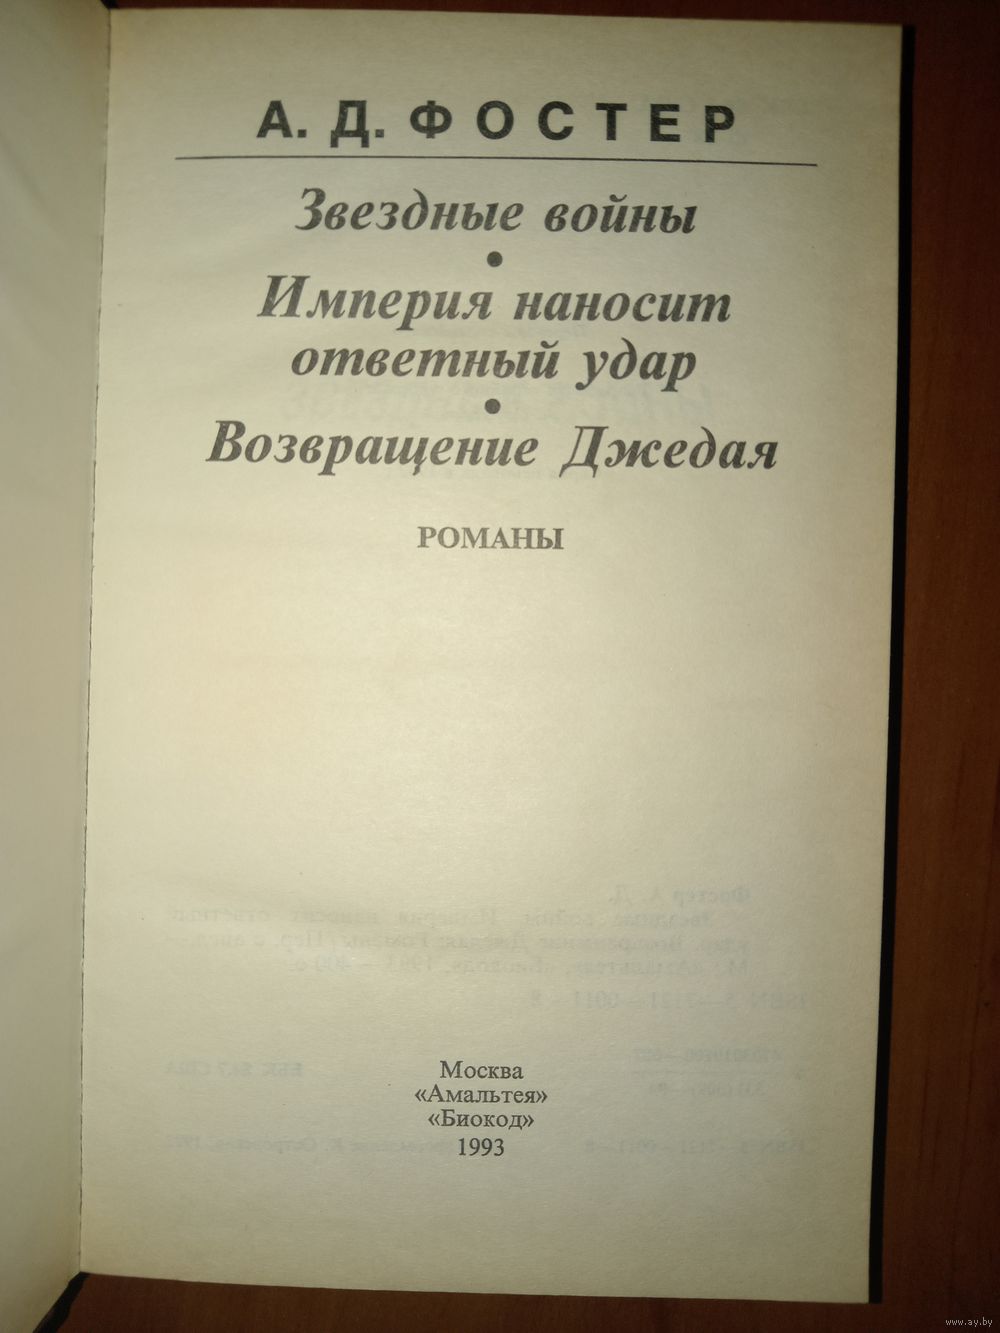 А. Д. ФОСТЕР
Звездные войны
•
Империя наносит
ответный удар
•
Возвращение Джедая
РОМАНЫ
Москва
«Амальтея»
«Биокод»
1993
www.ay.by